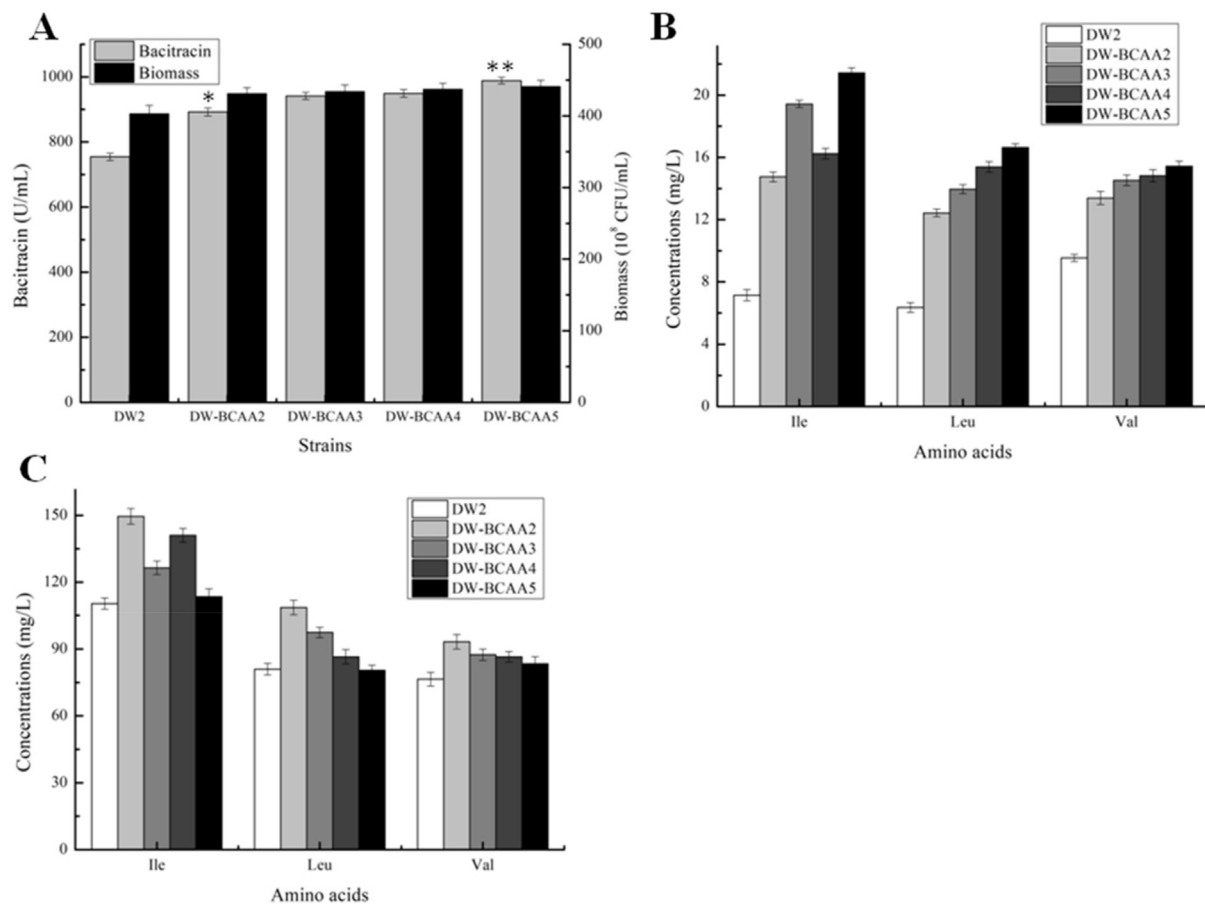 A
Bacitracin
Biomass
Bacitracin (U/mL)
1000
800
600
400
200
0
*
**
500
400
300
200
100
0
Biomass (10⁸ CFU/mL)
DW2
DW-BCAA2
DW-BCAA3
DW-BCAA4
DW-BCAA5
Strains
B
DW2
DW-BCAA2
DW-BCAA3
DW-BCAA4
DW-BCAA5
Concentrations (mg/L)
20
16
12
8
4
0
Ile
Leu
Val
Amino acids
C
DW2
DW-BCAA2
DW-BCAA3
DW-BCAA4
DW-BCAA5
Concentrations (mg/L)
150
120
90
60
30
0
Ile
Leu
Val
Amino acids